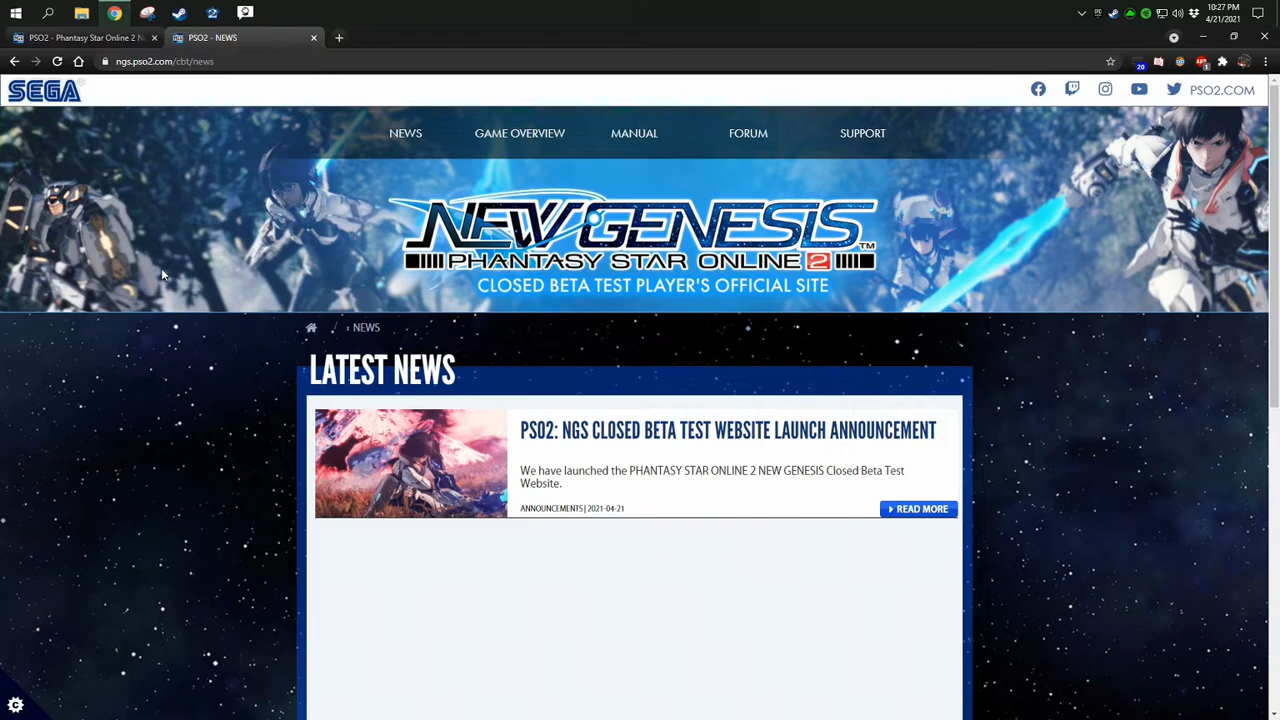 10:27 PM
4/21/2021
PSO2 - Phantasy Star Online 2 N
PSO2 - NEWS
ngs.pso2.com/cbt/news
20
1
SEGA
PSO2.COM
NEWS
GAME OVERVIEW
MANUAL
FORUM
SUPPORT
NEW GENESIS™
PHANTASY STAR ONLINE 2
CLOSED BETA TEST PLAYER'S OFFICIAL SITE
/ : NEWS
LATEST NEWS
PSO2: NGS CLOSED BETA TEST WEBSITE LAUNCH ANNOUNCEMENT
We have launched the PHANTASY STAR ONLINE 2 NEW GENESIS Closed Beta Test
Website.
ANNOUNCEMENTS | 2021-04-21
READ MORE